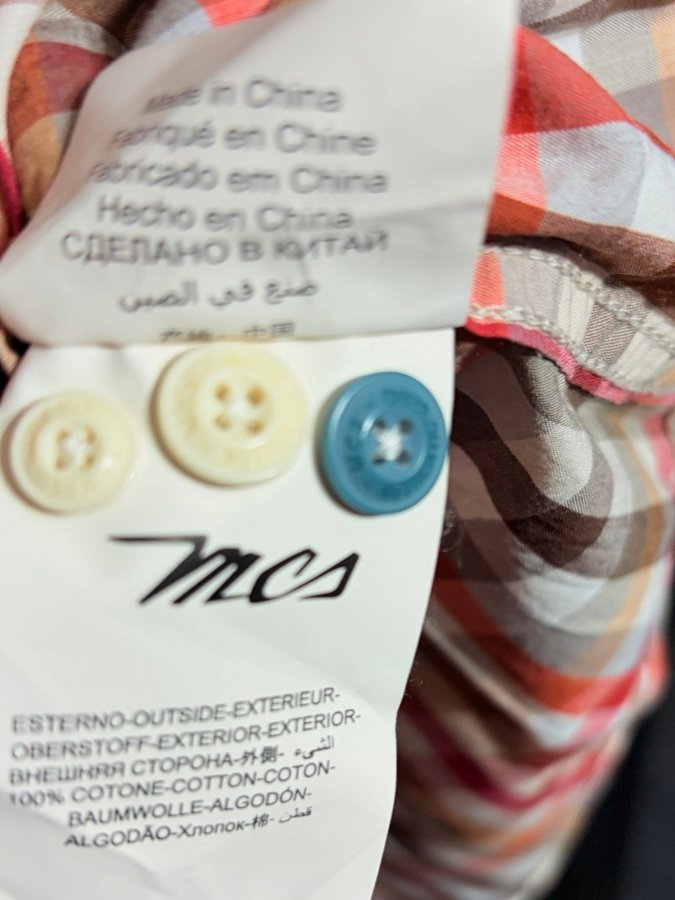 Made in China
Fabriqué en Chine
Fabricado em China
Hecho en China
СДЕЛАНО В КИТАЙ
صنع في الصين
中国
mcs
ESTERNO-OUTSIDE-EXTERIEUR-
OBERSTOFF-EXTERIOR-EXTERIOR-
ВНЕШНЯЯ СТОРОНА-外側- الشيء
100% COTONE-COTTON-COTON-
BAUMWOLLE-ALGODÓN-
ALGODÃO-Хлопок-棉- قطن